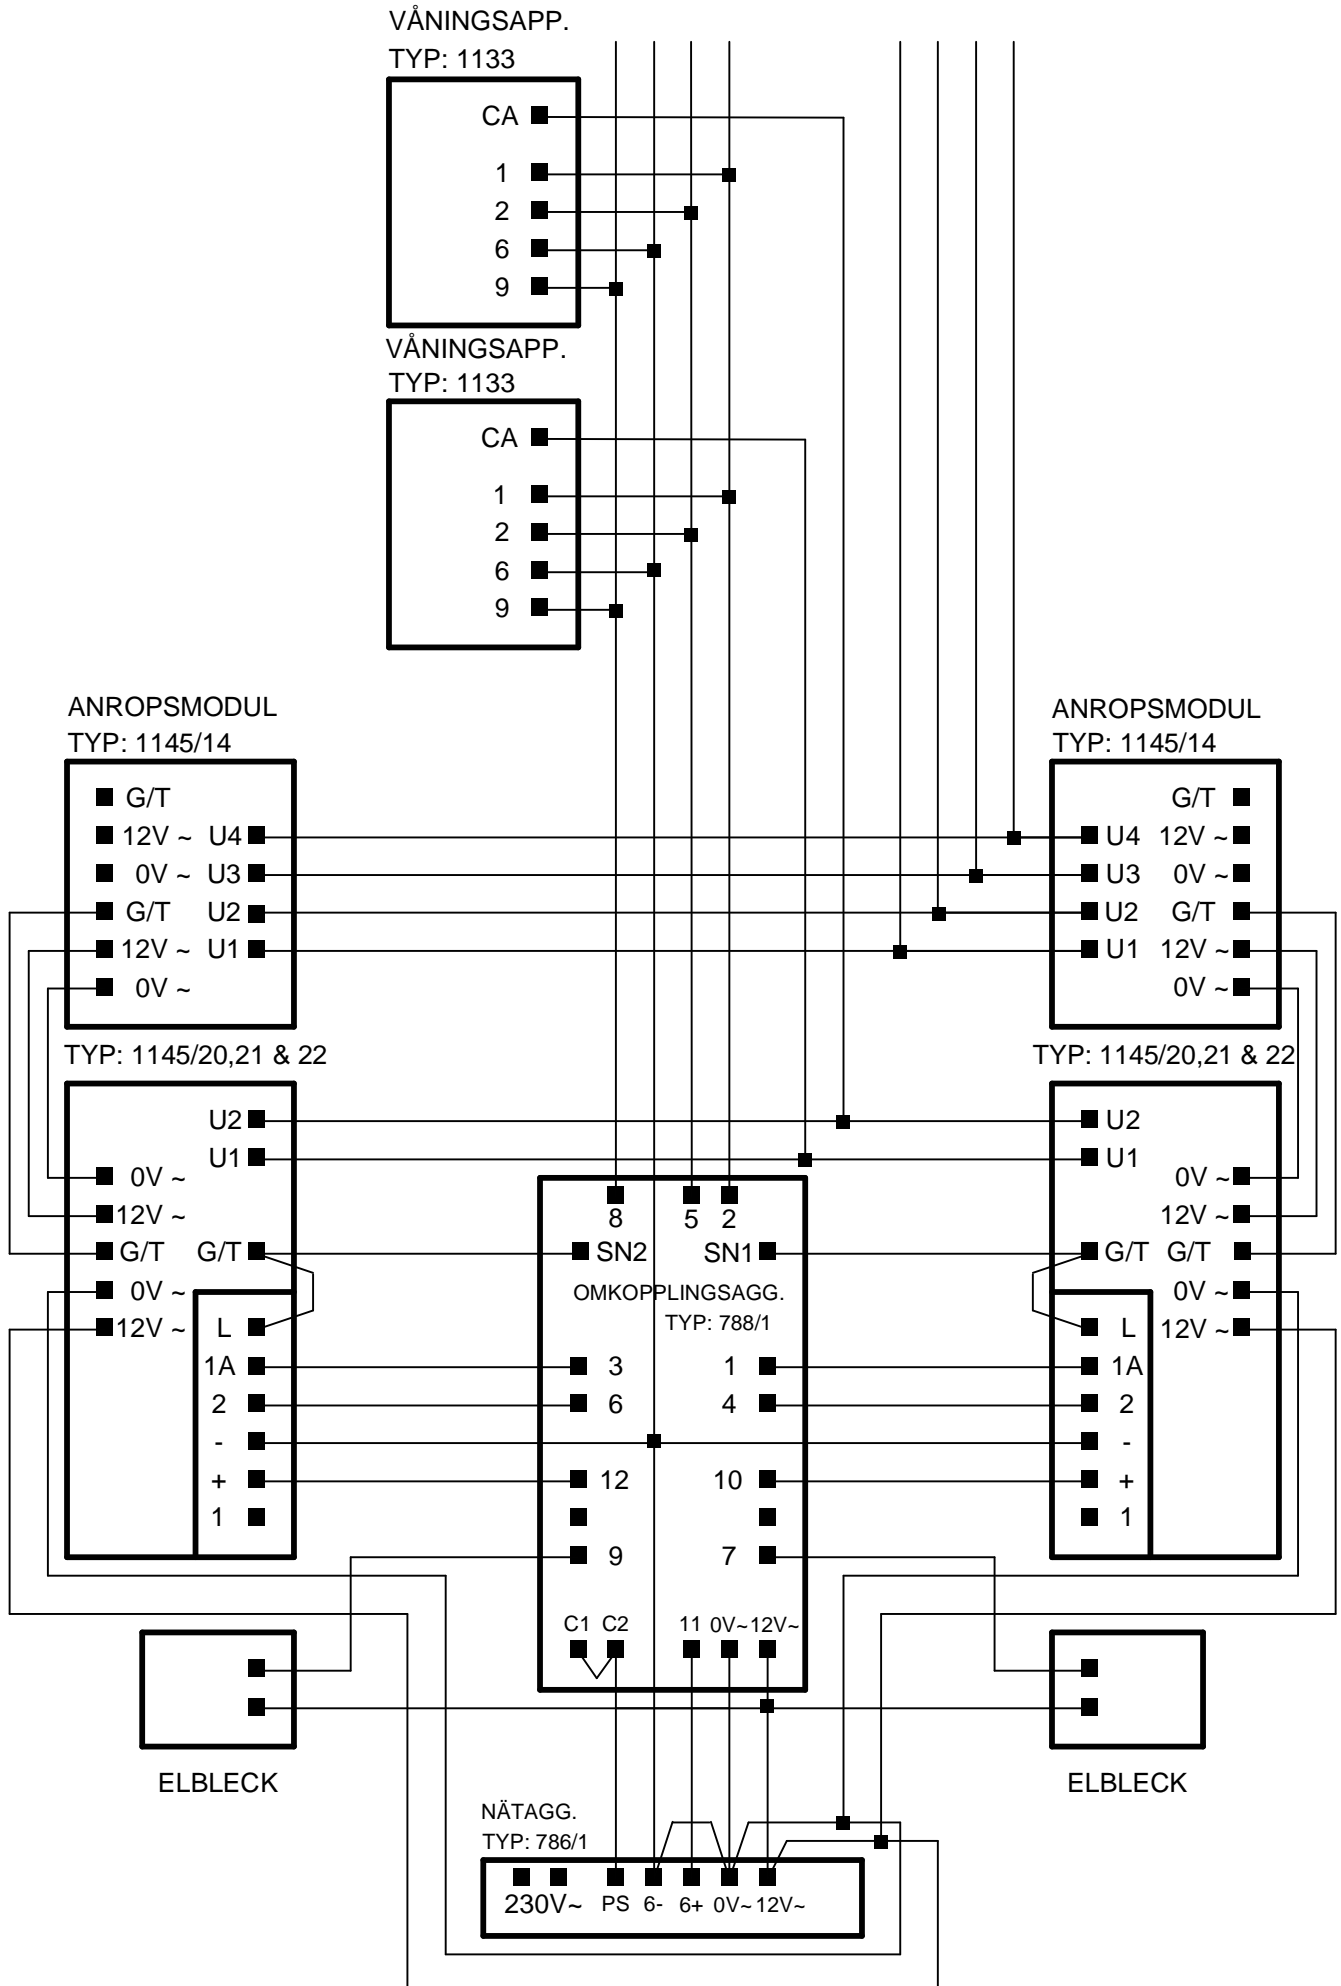 VÅNINGSAPP.
TYP: 1133
CA
1
2
6
9
VÅNINGSAPP.
TYP: 1133
CA
1
2
6
9
ANROPSMODUL
TYP: 1145/14
G/T
12V ~ U4
0V ~ U3
G/T U2
12V ~ U1
0V ~
ANROPSMODUL
TYP: 1145/14
G/T
U4 12V ~
U3 0V ~
U2 G/T
U1 12V ~
0V ~
TYP: 1145/20,21 & 22
U2
U1
0V ~
12V ~
G/T G/T
0V ~
12V ~ L
1A
2
-
+
1
8 5 2
SN2 SN1
OMKOPPLINGSAGG.
TYP: 788/1
3 1
6 4
12 10
9 7
C1 C2 11 0V~ 12V~
TYP: 1145/20,21 & 22
U2
U1
0V ~
12V ~
G/T G/T
0V ~
L 12V ~
1A
2
-
+
1
ELBLECK
ELBLECK
NÄTAGG.
TYP: 786/1
230V~ PS 6- 6+ 0V~ 12V~